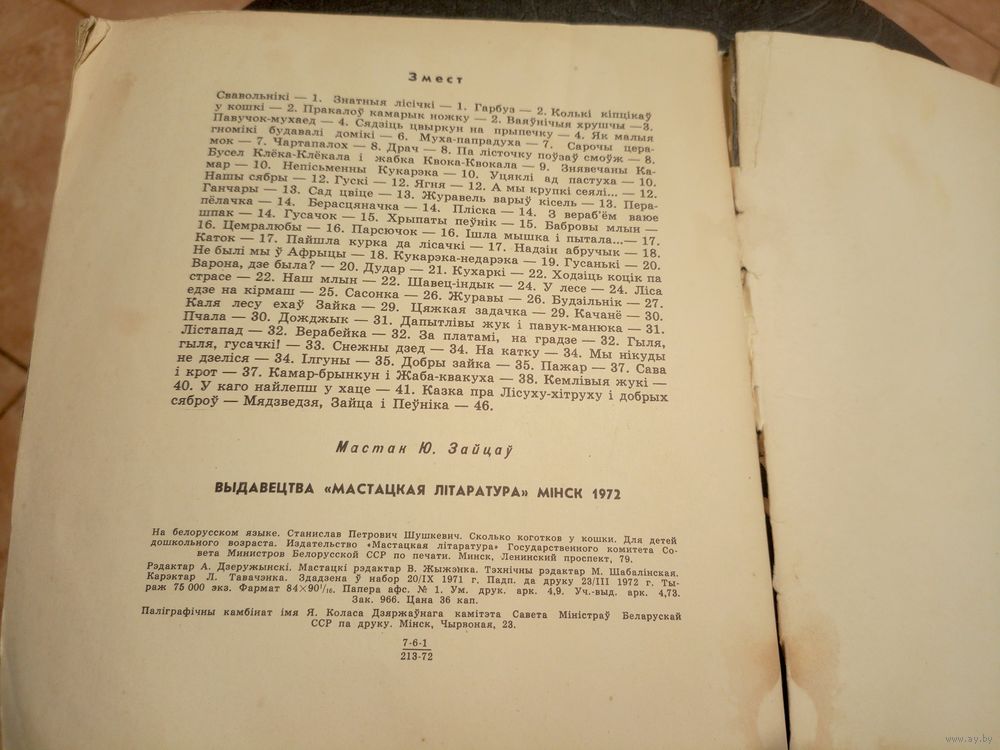 Змест
Свавольнікі — 1. Знатныя лісічкі — 1. Гарбуз — 2. Колькі кіпцікаў
у кошкі — 2. Пракалоў камарык ножку — 2. Ваяўнічыя хрушчы —3.
Павучок-мухаед — 4. Сядзіць цвыркун на прыпечку — 4. Як малыя
гномікі будавалі домікі — 6. Муха-папрадуха — 7. Сарочы цера-
мок — 7. Чартапалох — 8. Драч — 8. Па лісточку поўзаў смоўж — 8.
Бусел Клёка-Клёкала і жабка Квока-Квокала — 9. Знявечаны Ка-
мар — 10. Непісьменны Кукарэка — 10. Уцяклі ад пастуха — 10.
Нашы сябры — 12. Гускі — 12. Ягня — 12. А мы крупкі сеялі... — 12.
Ганчары — 13. Сад цвіце — 13. Журавель варыў кісель — 13. Пера-
пёлачка — 14. Берасцяначка — 14. Пліска — 14. З вераб'ём ваюе
шпак — 14. Гусачок — 15. Хрыпаты пеўнік — 15. Бабровы млын —
16. Цемралюбы — 16. Парсючок — 16. Ішла мышка і пытала...— 17.
Каток — 17. Пайшла курка да лісачкі — 17. Надзін абручык — 18.
Не былі мы ў Афрыцы — 18. Кукарэка-недарэка — 19. Гусанькі — 20.
Варона, дзе была? — 20. Дудар — 21. Кухаркі — 22. Ходзіць коцік па
страсе — 22. Наш млын — 22. Шавец-індык — 24. У лесе — 24. Ліса
едзе на кірмаш — 25. Сасонка — 26. Журавы — 26. Будзільнік — 27.
Каля лесу ехаў Зайка — 29. Цяжкая задачка — 29. Качанё — 30.
Пчала — 30. Дожджык — 31. Дапытлівы жук і павук-манюка — 31.
Лістапад — 32. Верабейка — 32. За платамі, на градзе — 32. Гыля,
гыля, гусачкі! — 33. Снежны дзед — 34. На катку — 34. Мы нікуды
не дзеліся — 34. Ілгуны — 35. Добры зайка — 35. Пажар — 37. Сава
і крот — 37. Камар-брынкун і Жаба-квакуха — 38. Кемлівыя жукі —
40. У каго найлепш у хаце — 41. Казка пра Лісуху-хітруху і добрых
сяброў — Мядзведзя, Зайца і Пеўніка — 46.
Мастак Ю. Зайцаў
ВЫДАВЕЦТВА «МАСТАЦКАЯ ЛІТАРАТУРА» МІНСК 1972
На белорусском языке. Станислав Петрович Шушкевич. Сколько коготков у кошки. Для детей
дошкольного возраста. Издательство «Мастацкая літаратура» Государственного комитета Со-
вета Министров Белорусской ССР по печати. Минск, Ленинский проспект, 79.
Рэдактар А. Дзеружынскі. Мастацкі рэдактар В. Жыжэнка. Тэхнічны рэдактар М. Шабалінская.
Карэктар Л. Тавачэнка. Здадзена ў набор 20/IX 1971 г. Падп. да друку 23/III 1972 г. Ты-
раж 75 000 экз. Фармат 84×90¹/₁₆. Папера афс. № 1. Ум. друк. арк. 4,9. Уч.-выд. арк. 4,73.
Зак. 966. Цана 36 кап.
Паліграфічны камбінат імя Я. Коласа Дзяржаўнага камітэта Савета Міністраў Беларускай
ССР па друку. Мінск, Чырвоная, 23.
7-6-1
213-72
www.ay.by